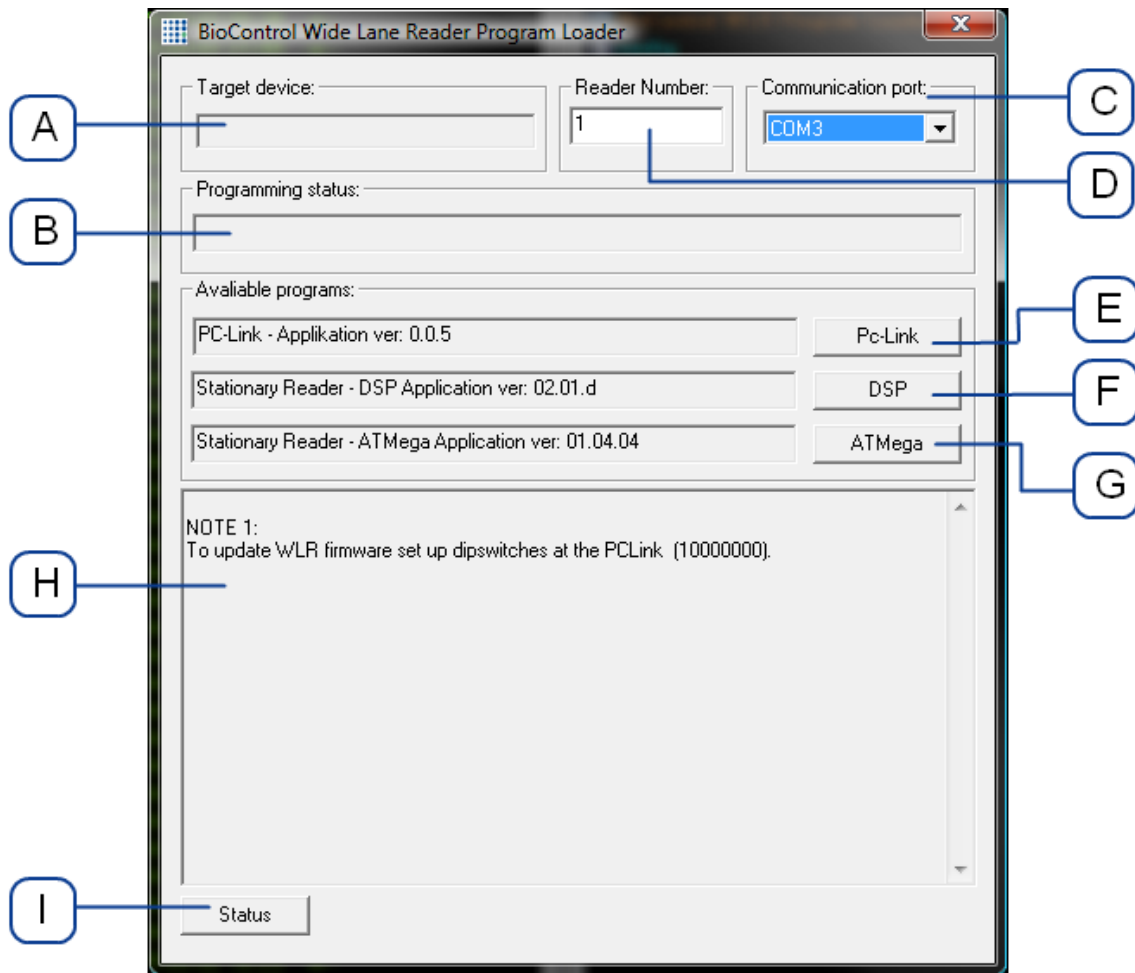 BioControl Wide Lane Reader Program Loader
X
A
Target device:
Reader Number:
1
Communication port:
COM3
C
D
Programming status:
B
Avaliable programs:
PC-Link - Applikation ver: 0.0.5
Pc-Link
E
Stationary Reader - DSP Application ver: 02.01.d
DSP
F
Stationary Reader - ATMega Application ver: 01.04.04
ATMega
G
NOTE 1:
To update WLR firmware set up dipswitches at the PCLink (10000000).
H
I
Status